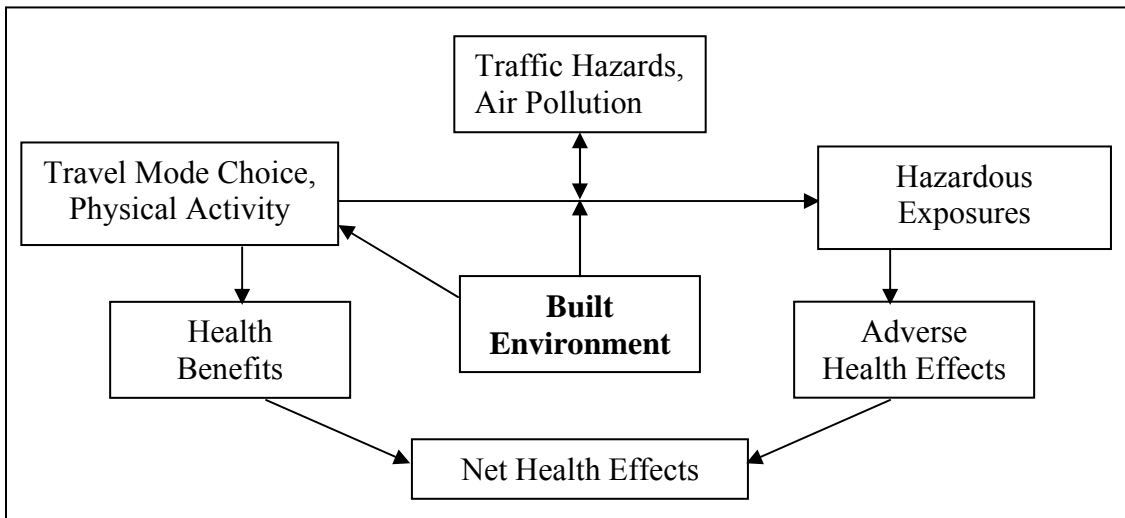 Traffic Hazards,
Air Pollution
Travel Mode Choice,
Physical Activity
Hazardous
Exposures
Built
Environment
Health
Benefits
Adverse
Health Effects
Net Health Effects